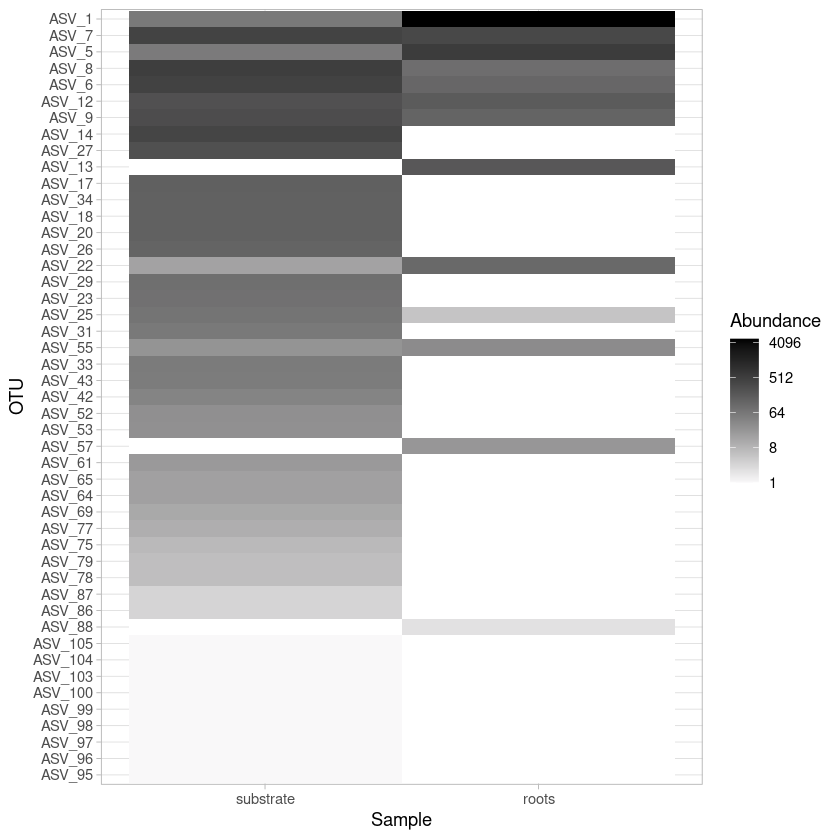 OTU
ASV_1
ASV_7
ASV_5
ASV_8
ASV_6
ASV_12
ASV_9
ASV_14
ASV_27
ASV_13
ASV_17
ASV_34
ASV_18
ASV_20
ASV_26
ASV_22
ASV_29
ASV_23
ASV_25
ASV_31
ASV_55
ASV_33
ASV_43
ASV_42
ASV_52
ASV_53
ASV_57
ASV_61
ASV_65
ASV_64
ASV_69
ASV_77
ASV_75
ASV_79
ASV_78
ASV_87
ASV_86
ASV_88
ASV_105
ASV_104
ASV_103
ASV_100
ASV_99
ASV_98
ASV_97
ASV_96
ASV_95
substrate roots
Sample
Abundance
4096
512
64
8
1